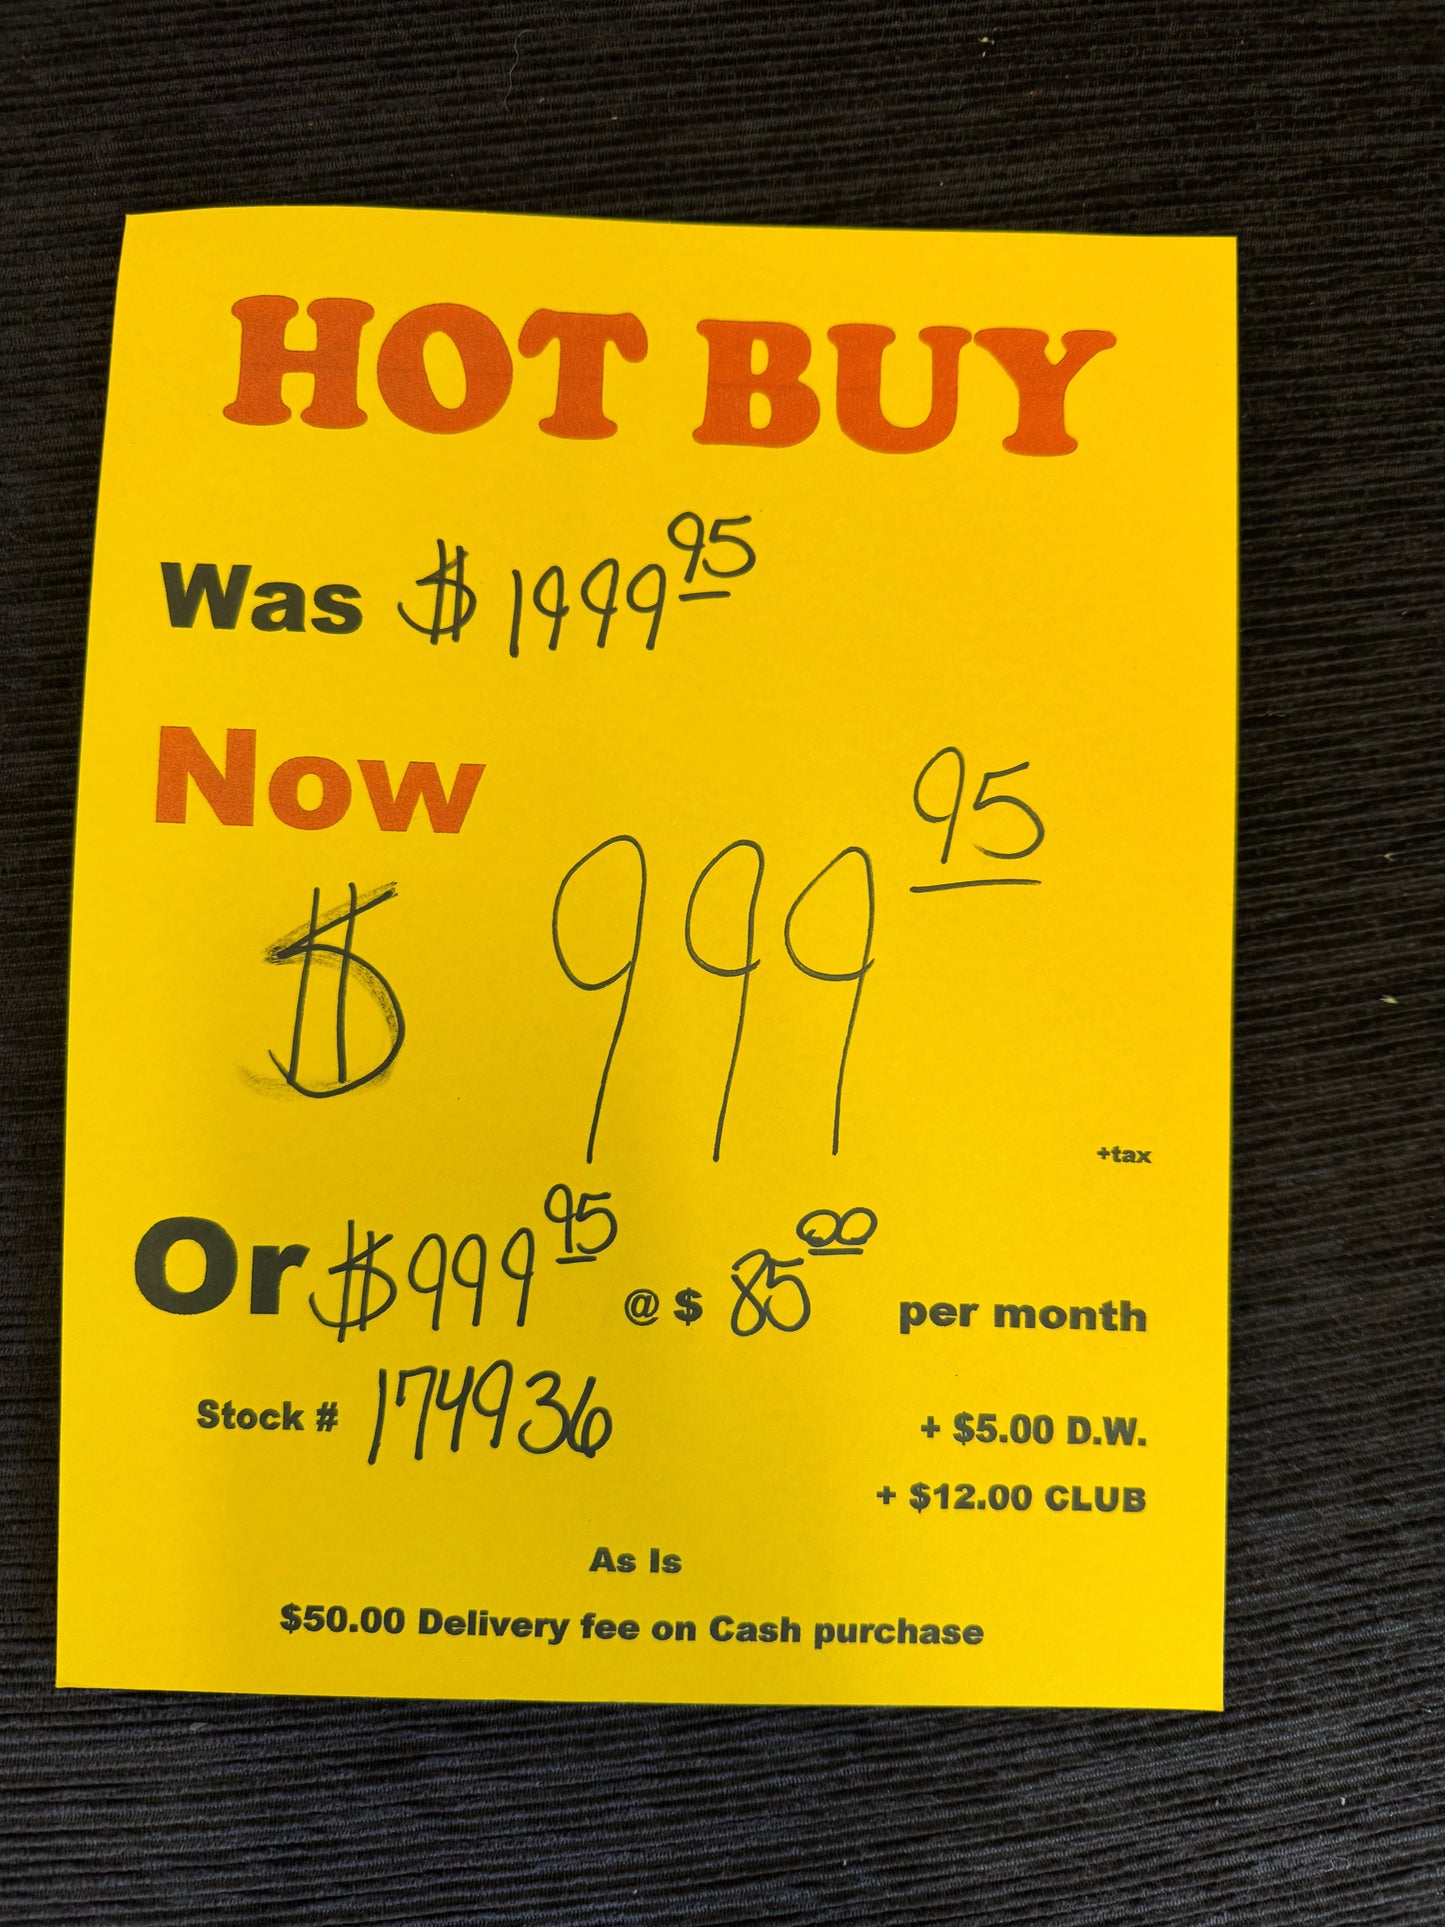 HOT BUY
Was $ 1999 95
Now
$ 999 95
+tax
Or $ 999 95 @ $ 85 00 per month
Stock # 174936
+ $5.00 D.W.
+ $12.00 CLUB
As Is
$50.00 Delivery fee on Cash purchase